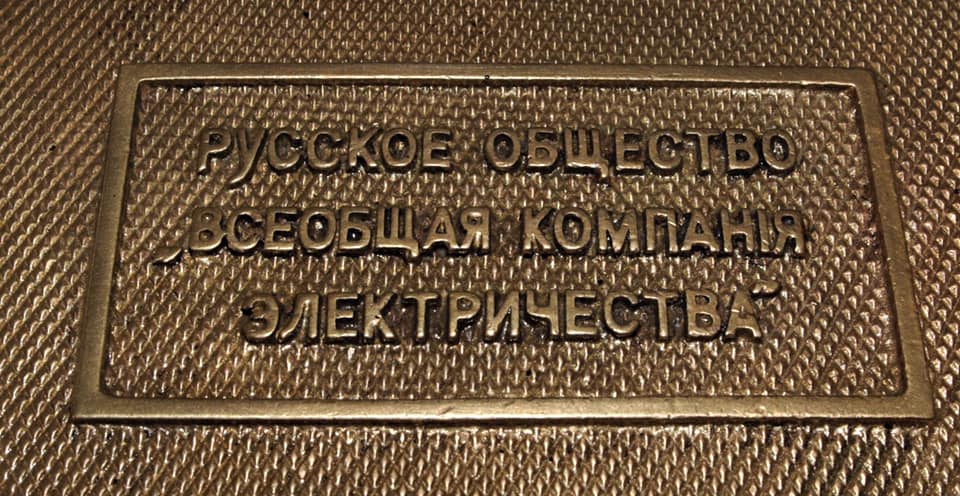 РУССКОЕ ОБЩЕСТВО
„ВСЕОБЩАЯ КОМПАНІЯ
ЭЛЕКТРИЧЕСТВА“